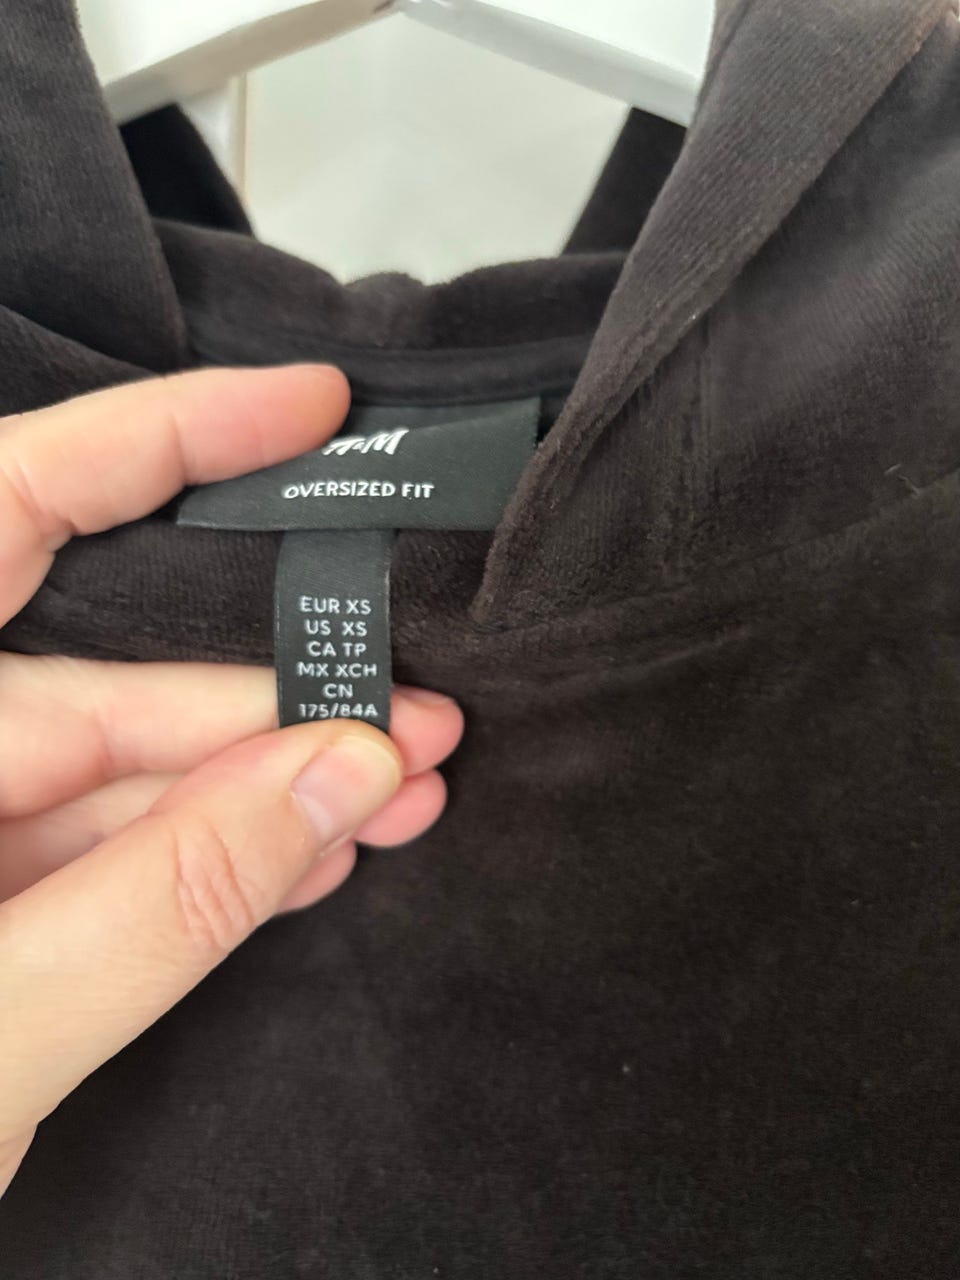 H&M
OVERSIZED FIT
EUR XS
US XS
CA TP
MX XCH
CN
175/84A